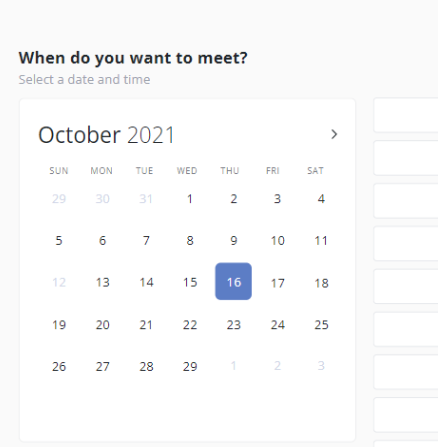 When do you want to meet?
Select a date and time
October 2021
SUN MON TUE WED THU FRI SAT
29 30 31 1 2 3 4
5 6 7 8 9 10 11
12 13 14 15 16 17 18
19 20 21 22 23 24 25
26 27 28 29 1 2 3